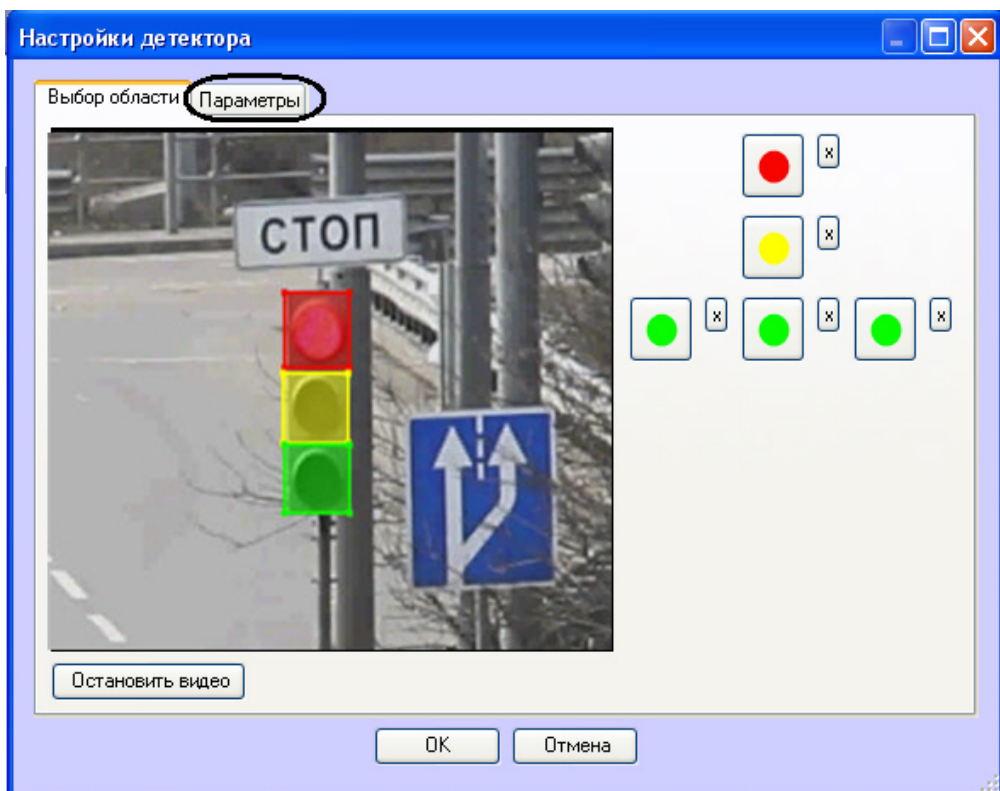 Настройки детектора
Выбор области
Параметры
x
СТОП
x
x
x
x
Остановить видео
OK
Отмена